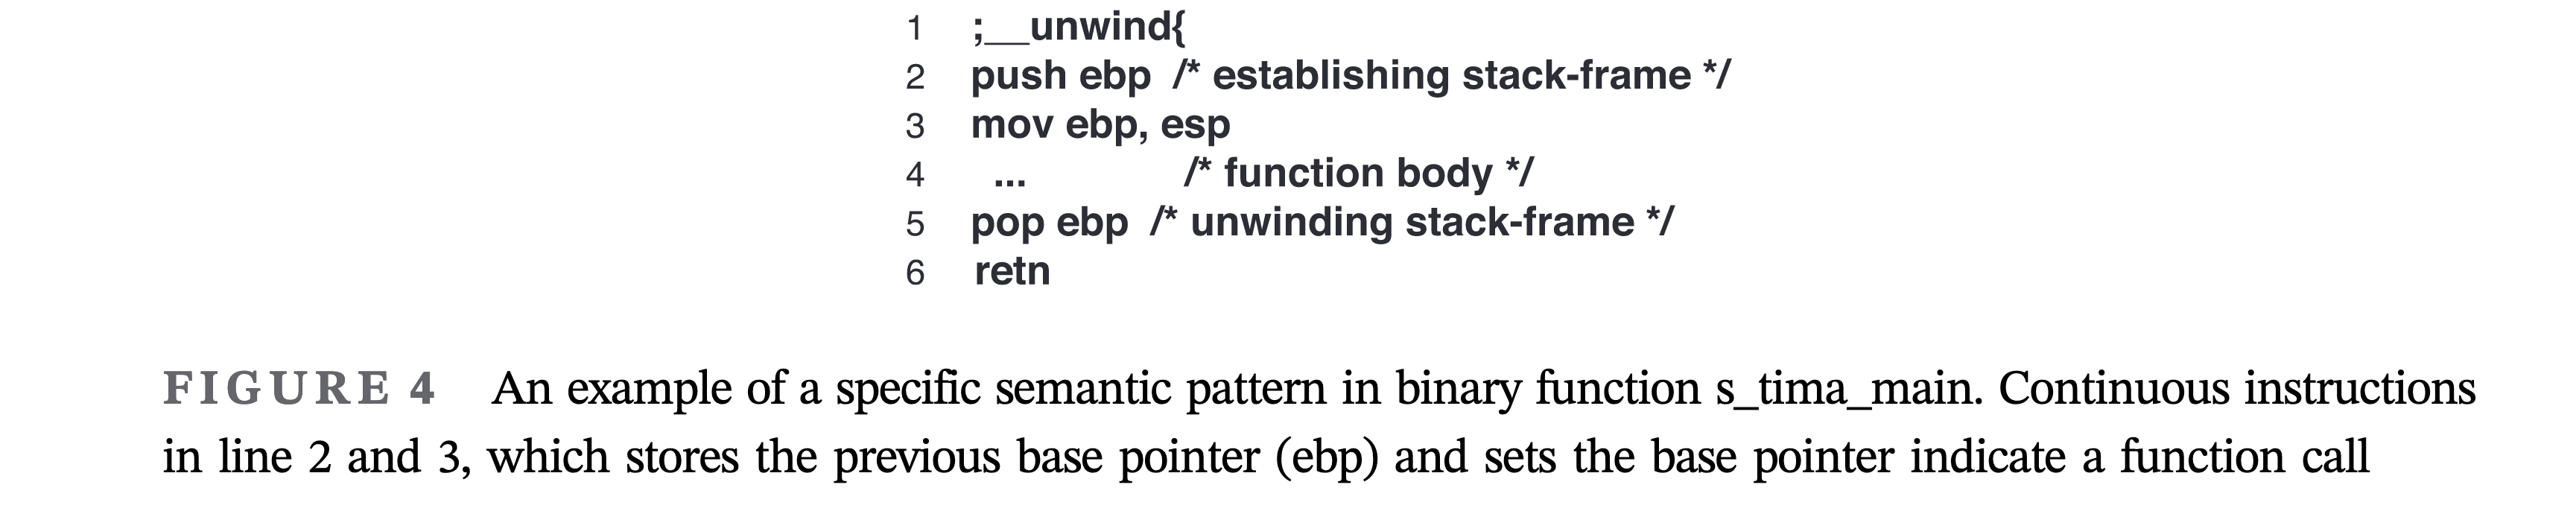 1 ;__unwind{
2 push ebp /* establishing stack-frame */
3 mov ebp, esp
4 ... /* function body */
5 pop ebp /* unwinding stack-frame */
6 retn
FIGURE 4 An example of a specific semantic pattern in binary function s_tima_main. Continuous instructions
in line 2 and 3, which stores the previous base pointer (ebp) and sets the base pointer indicate a function call